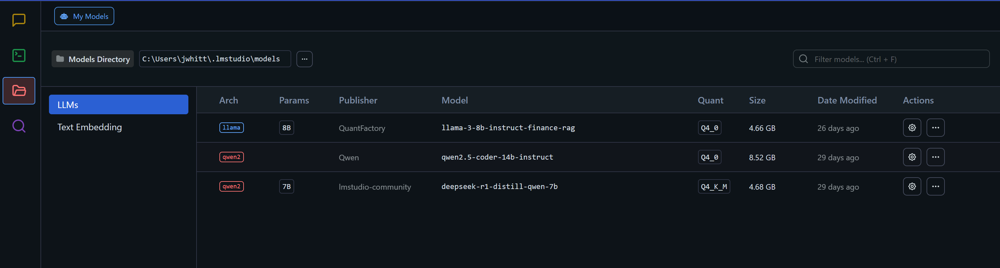 My Models
Models Directory C:\Users\jwhitt\.lmstudio\models ... Filter models... (Ctrl + F)
LLMs
Text Embedding
Arch Params Publisher Model Quant Size Date Modified Actions
llama 8B QuantFactory llama-3-8b-instruct-finance-rag Q4_0 4.66 GB 26 days ago ...
qwen2 Qwen qwen2.5-coder-14b-instruct Q4_0 8.52 GB 29 days ago ...
qwen2 7B lmstudio-community deepseek-r1-distill-qwen-7b Q4_K_M 4.68 GB 29 days ago ...